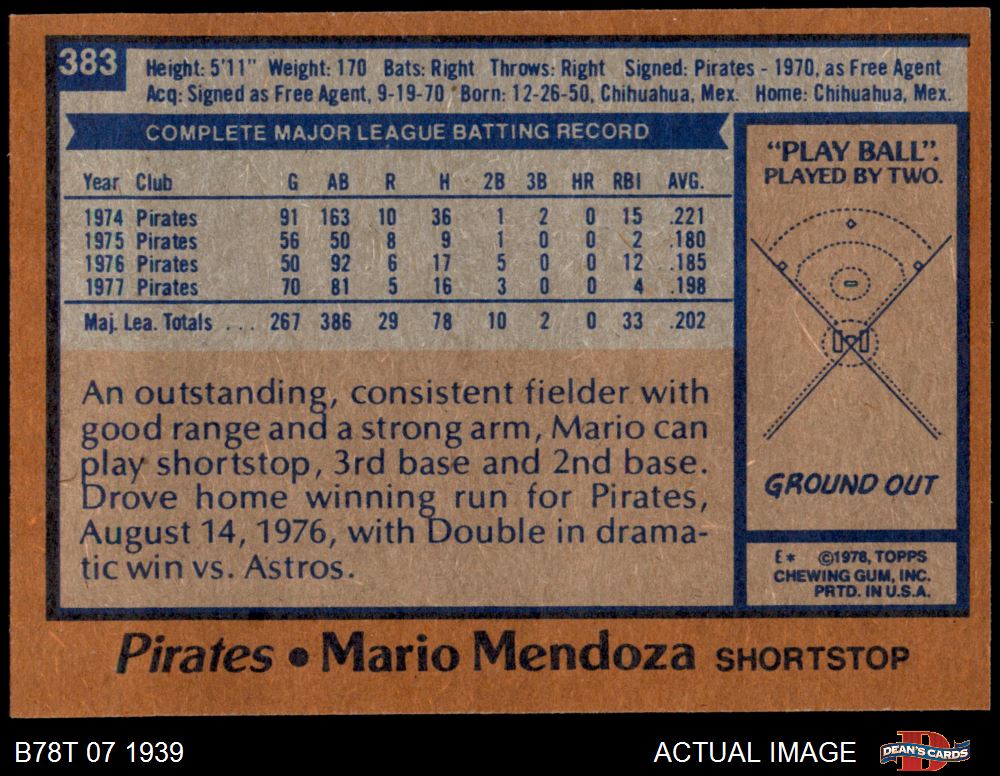 383
Height: 5'11" Weight: 170 Bats: Right Throws: Right Signed: Pirates - 1970, as Free Agent
Acq: Signed as Free Agent, 9-19-70 Born: 12-26-50, Chihuahua, Mex. Home: Chihuahua, Mex.
COMPLETE MAJOR LEAGUE BATTING RECORD
Year Club G AB R H 2B 3B HR RBI AVG.
1974 Pirates 91 163 10 36 1 2 0 15 .221
1975 Pirates 56 50 8 9 1 0 0 2 .180
1976 Pirates 50 92 6 17 5 0 0 12 .185
1977 Pirates 70 81 5 16 3 0 0 4 .198
Maj. Lea. Totals . . . 267 386 29 78 10 2 0 33 .202
An outstanding, consistent fielder with
good range and a strong arm, Mario can
play shortstop, 3rd base and 2nd base.
Drove home winning run for Pirates,
August 14, 1976, with Double in drama-
tic win vs. Astros.
"PLAY BALL".
PLAYED BY TWO.
GROUND OUT
E* ©1978, TOPPS
CHEWING GUM, INC.
PRTD. IN U.S.A.
Pirates • Mario Mendoza SHORTSTOP
B78T 07 1939
ACTUAL IMAGE
D
DEAN'S CARDS